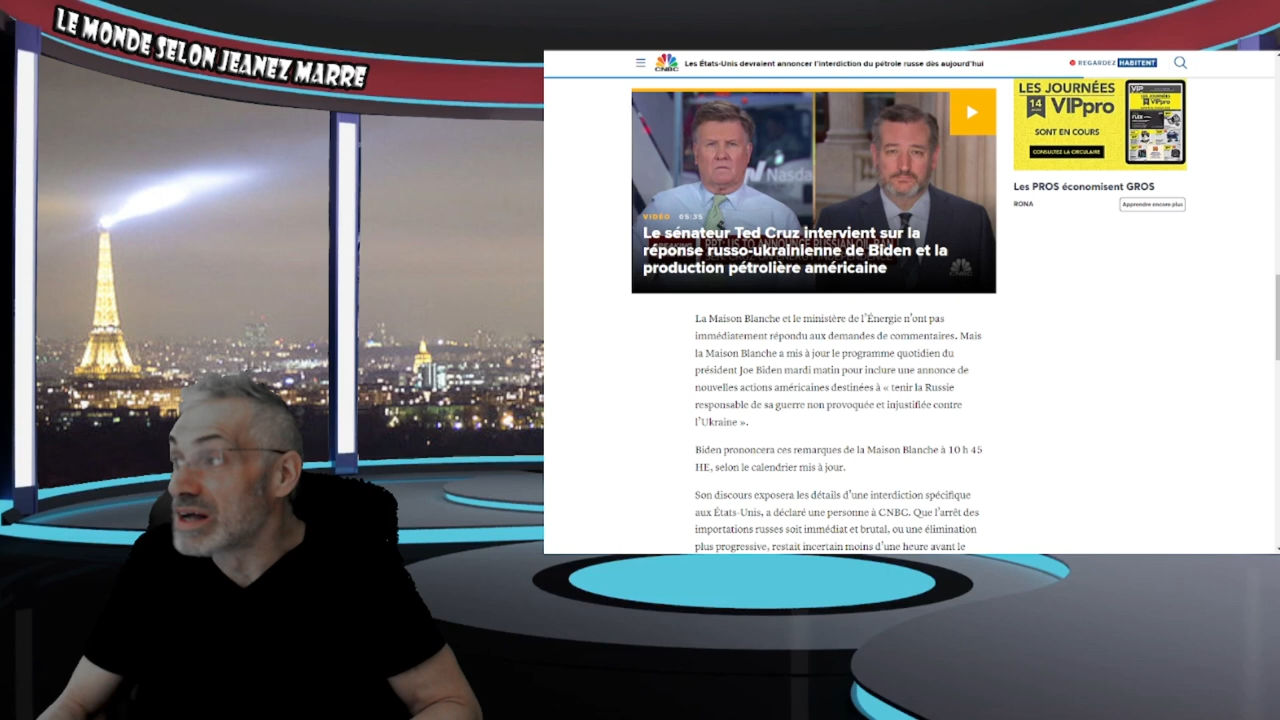 LE MONDE SELON JEANEZ MARRE
CNBC
Les États-Unis devraient annoncer l'interdiction du pétrole russe dès aujourd'hui
REGARDEZ HABITENT
Nasda
VIDÉO 05:35
Le sénateur Ted Cruz intervient sur la
réponse russo-ukrainienne de Biden et la
production pétrolière américaine
CNBC
LES JOURNÉES
14 VIPpro
SONT EN COURS
CONSULTEZ LA CIRCULAIRE
VIP
Les PROS économisent GROS
RONA
Apprendre encore plus
La Maison Blanche et le ministère de l'Énergie n'ont pas
immédiatement répondu aux demandes de commentaires. Mais
la Maison Blanche a mis à jour le programme quotidien du
président Joe Biden mardi matin pour inclure une annonce de
nouvelles actions américaines destinées à « tenir la Russie
responsable de sa guerre non provoquée et injustifiée contre
l'Ukraine ».
Biden prononcera ces remarques de la Maison Blanche à 10 h 45
HE, selon le calendrier mis à jour.
Son discours exposera les détails d'une interdiction spécifique
aux États-Unis, a déclaré une personne à CNBC. Que l'arrêt des
importations russes soit immédiat et brutal, ou une élimination
plus progressive, restait incertain moins d'une heure avant le